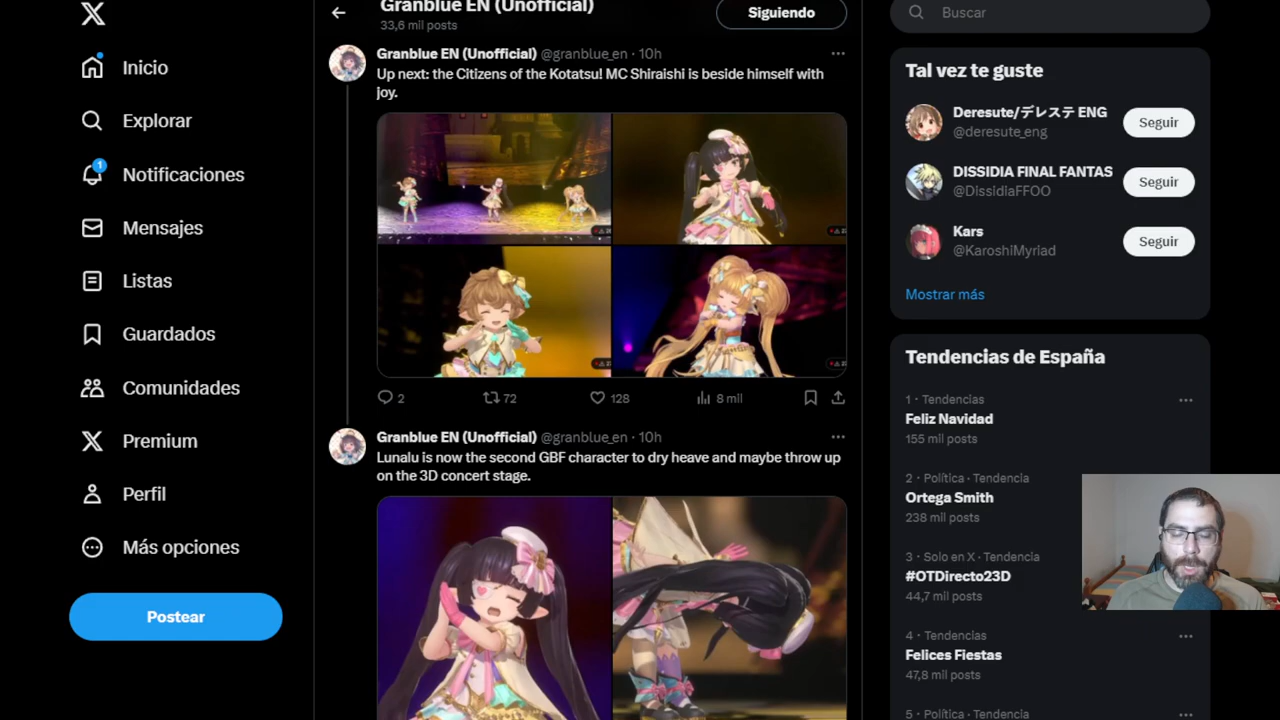 Inicio
Explorar
1
Notificaciones
Mensajes
Listas
Guardados
Comunidades
Premium
Perfil
Más opciones
Postear
Granblue EN (Unofficial)
33,6 mil posts
Siguiendo
Granblue EN (Unofficial) @granblue_en · 10h
Up next: the Citizens of the Kotatsu! MC Shiraishi is beside himself with
joy.
2
72
128
8 mil
Granblue EN (Unofficial) @granblue_en · 10h
Lunalu is now the second GBF character to dry heave and maybe throw up
on the 3D concert stage.
Buscar
Tal vez te guste
Deresute/デレステ ENG
@deresute_eng
Seguir
DISSIDIA FINAL FANTAS
@DissidiaFFOO
Seguir
Kars
@KaroshiMyriad
Seguir
Mostrar más
Tendencias de España
1 · Tendencias
Feliz Navidad
155 mil posts
2 · Política · Tendencia
Ortega Smith
238 mil posts
3 · Solo en X · Tendencia
#OTDirecto23D
44,7 mil posts
4 · Tendencias
Felices Fiestas
47,8 mil posts
5 · Política · Tendencia